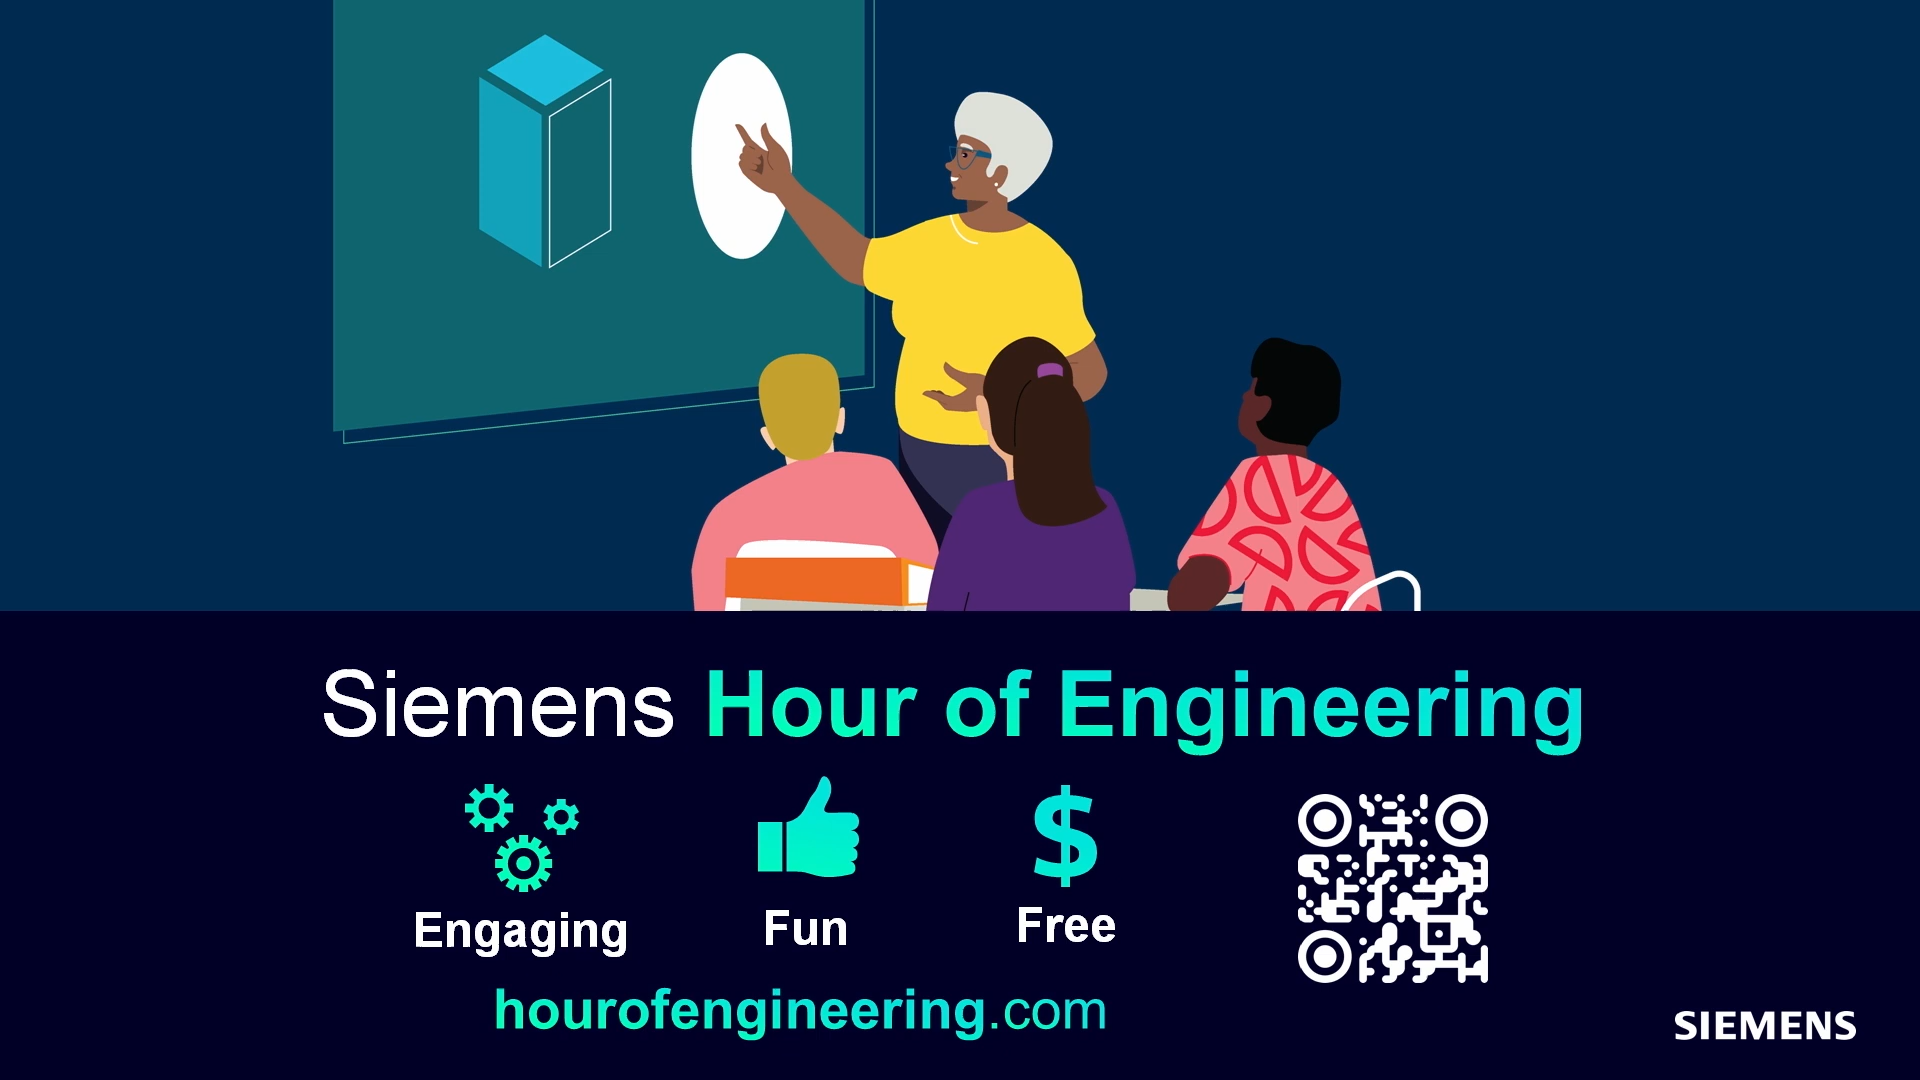 Siemens Hour of Engineering
Engaging
Fun
$
Free
hourofengineering.com
SIEMENS